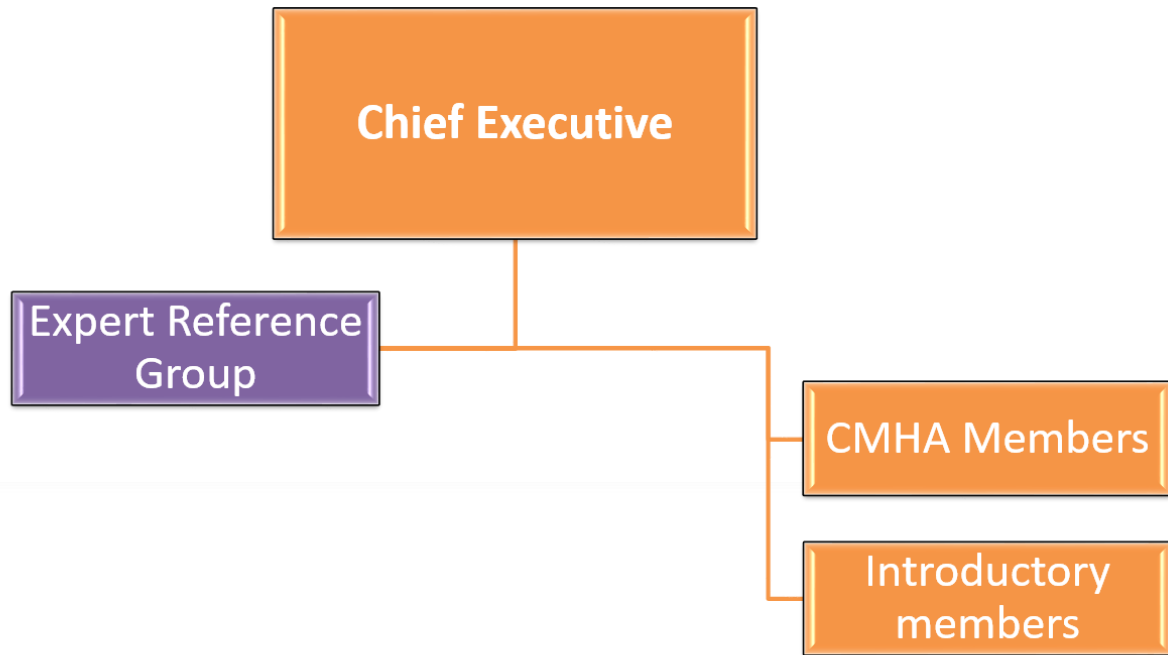 Chief Executive
Expert Reference
Group
CMHA Members
Introductory
members